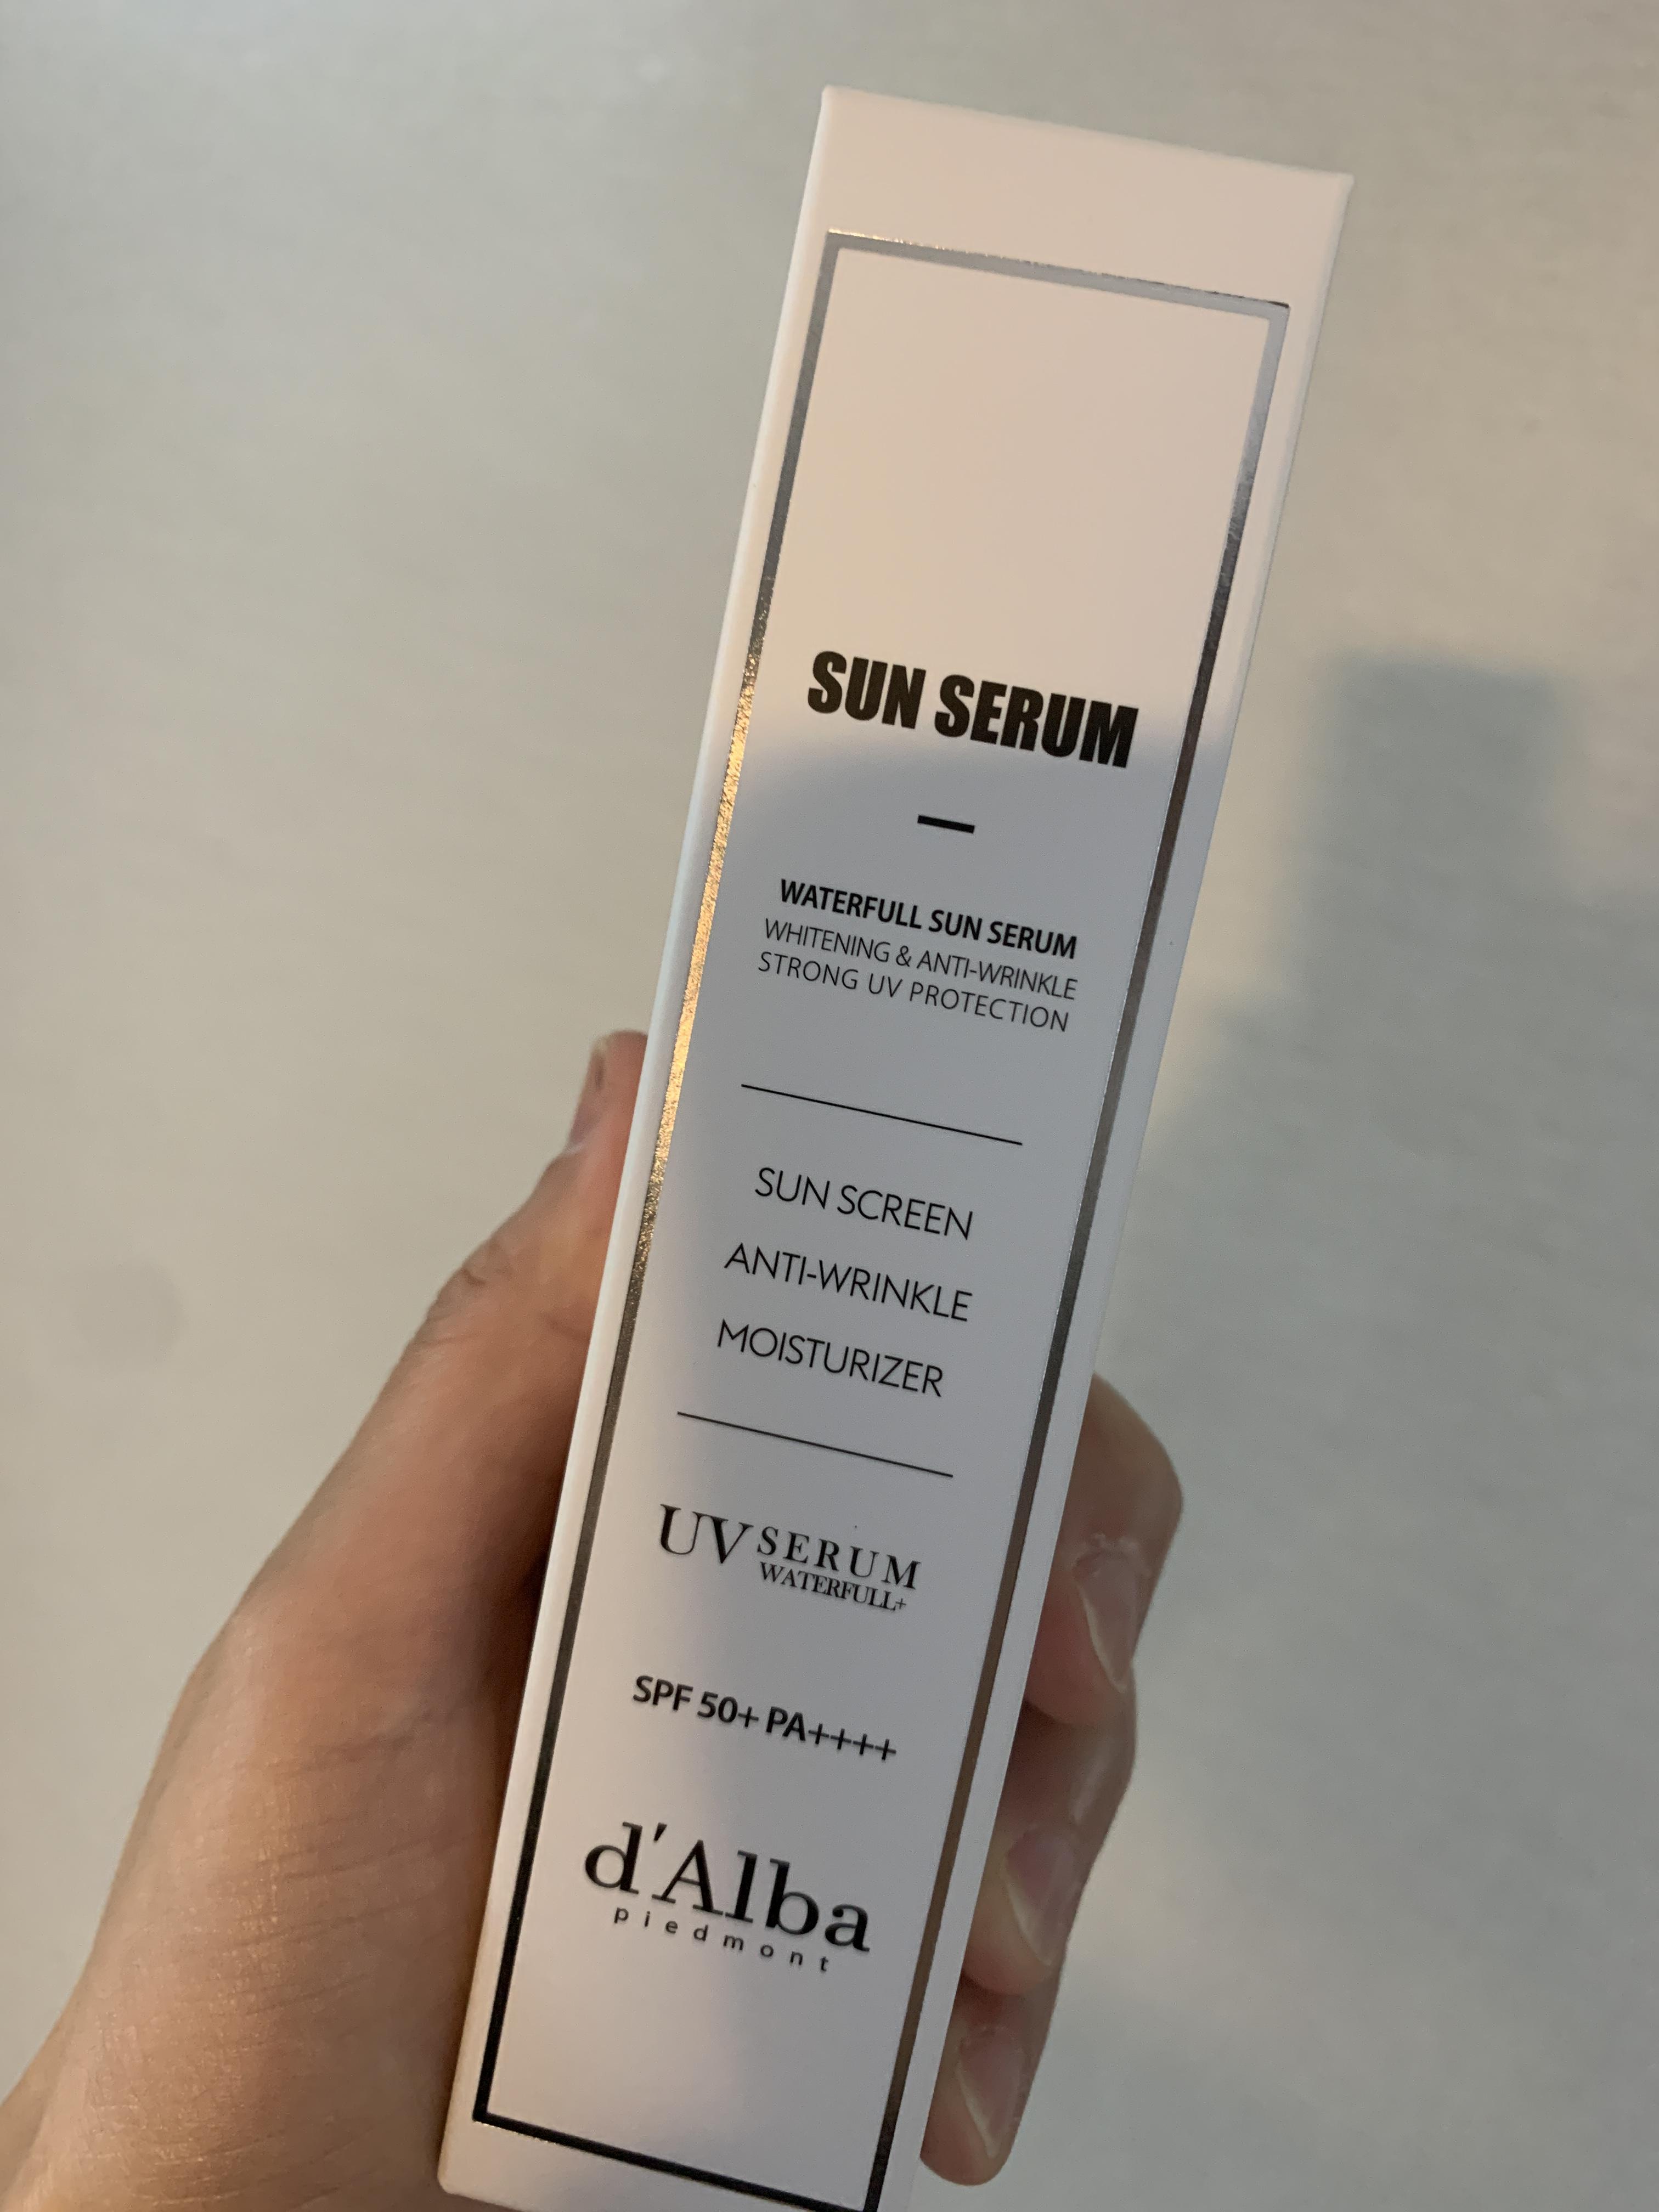 SUN SERUM
WATERFULL SUN SERUM
WHITENING & ANTI-WRINKLE
STRONG UV PROTECTION
SUN SCREEN
ANTI-WRINKLE
MOISTURIZER
UV SERUM
WATERFULL+
SPF 50+ PA++++
d'Alba
piedmont